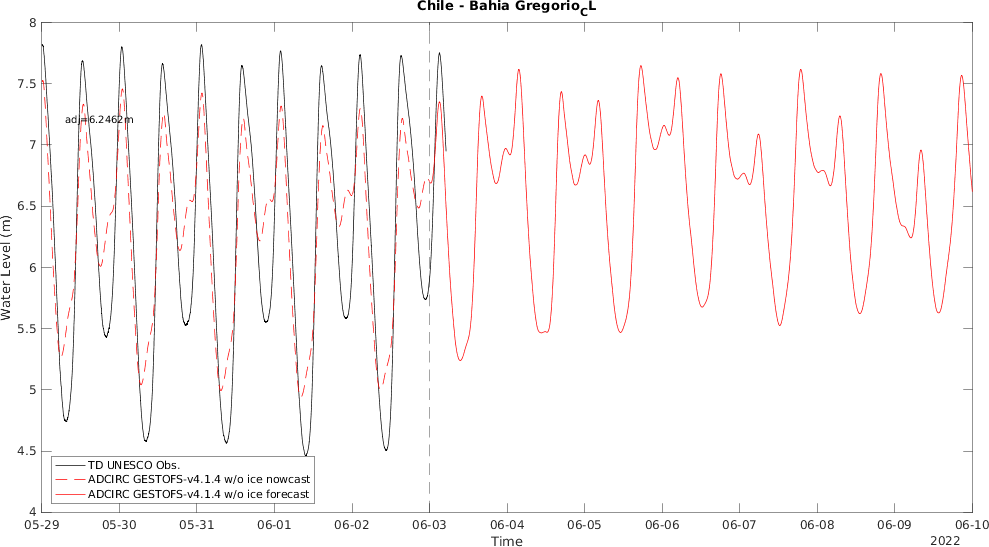 Chile - Bahia Gregorio_CL
Water Level (m)
8
7.5
7
6.5
6
5.5
5
4.5
4
adj=6.2462m
TD UNESCO Obs.
ADCIRC GESTOFS-v4.1.4 w/o ice nowcast
ADCIRC GESTOFS-v4.1.4 w/o ice forecast
05-29 05-30 05-31 06-01 06-02 06-03 06-04 06-05 06-06 06-07 06-08 06-09 06-10
Time
2022